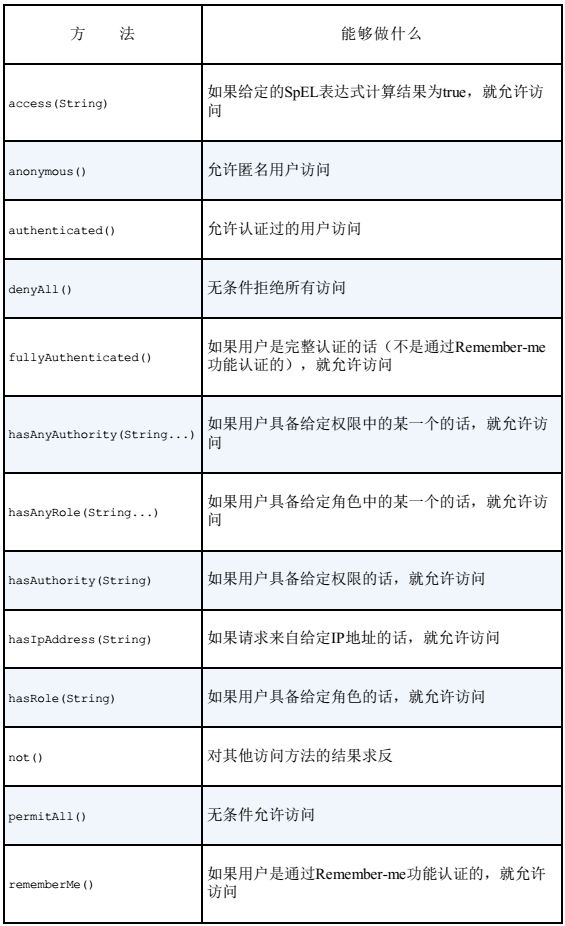 方 法 能够做什么
access(String) 如果给定的SpEL表达式计算结果为true，就允许访
问
anonymous() 允许匿名用户访问
authenticated() 允许认证过的用户访问
denyAll() 无条件拒绝所有访问
fullyAuthenticated() 如果用户是完整认证的话（不是通过Remember-me
功能认证的），就允许访问
hasAnyAuthority(String...) 如果用户具备给定权限中的某一个的话，就允许访
问
hasAnyRole(String...) 如果用户具备给定角色中的某一个的话，就允许访
问
hasAuthority(String) 如果用户具备给定权限的话，就允许访问
hasIpAddress(String) 如果请求来自给定IP地址的话，就允许访问
hasRole(String) 如果用户具备给定角色的话，就允许访问
not() 对其他访问方法的结果求反
permitAll() 无条件允许访问
rememberMe() 如果用户是通过Remember-me功能认证的，就允许
访问